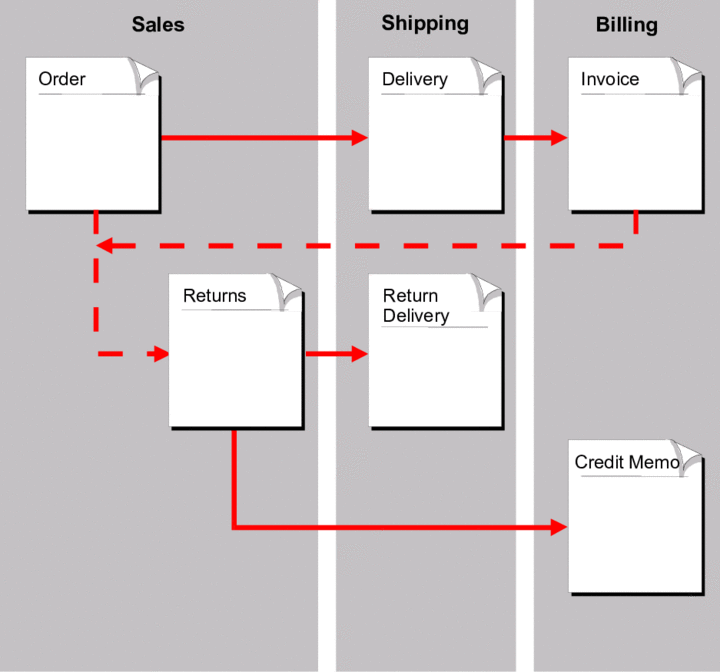 Sales
Shipping
Billing
Order
Delivery
Invoice
Returns
Return
Delivery
Credit Memo